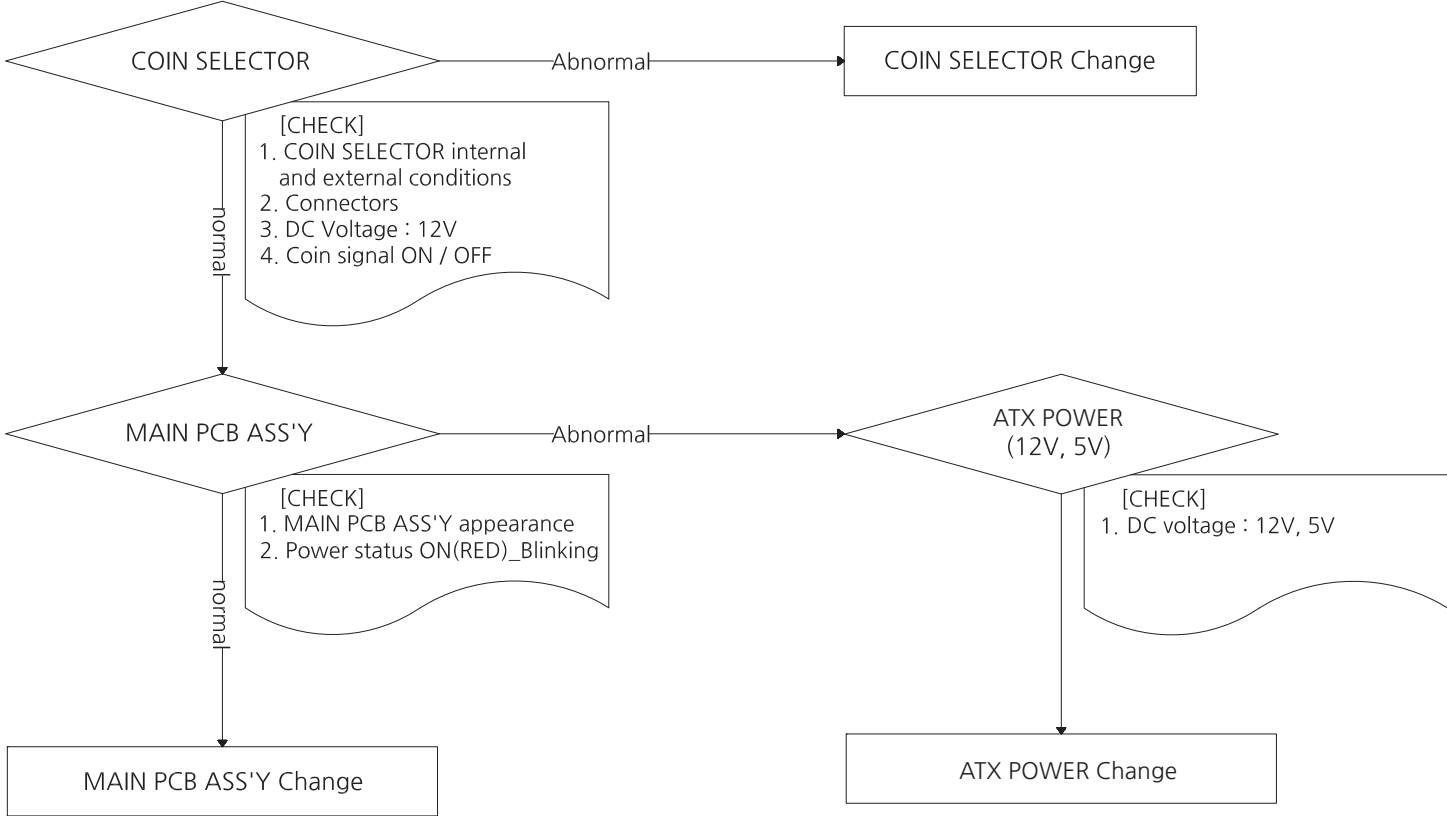 COIN SELECTOR
Abnormal
COIN SELECTOR Change
[CHECK]
1. COIN SELECTOR internal
and external conditions
2. Connectors
3. DC Voltage : 12V
4. Coin signal ON / OFF
normal
MAIN PCB ASS'Y
Abnormal
ATX POWER
(12V, 5V)
[CHECK]
1. MAIN PCB ASS'Y appearance
2. Power status ON(RED)_Blinking
[CHECK]
1. DC voltage : 12V, 5V
normal
MAIN PCB ASS'Y Change
ATX POWER Change